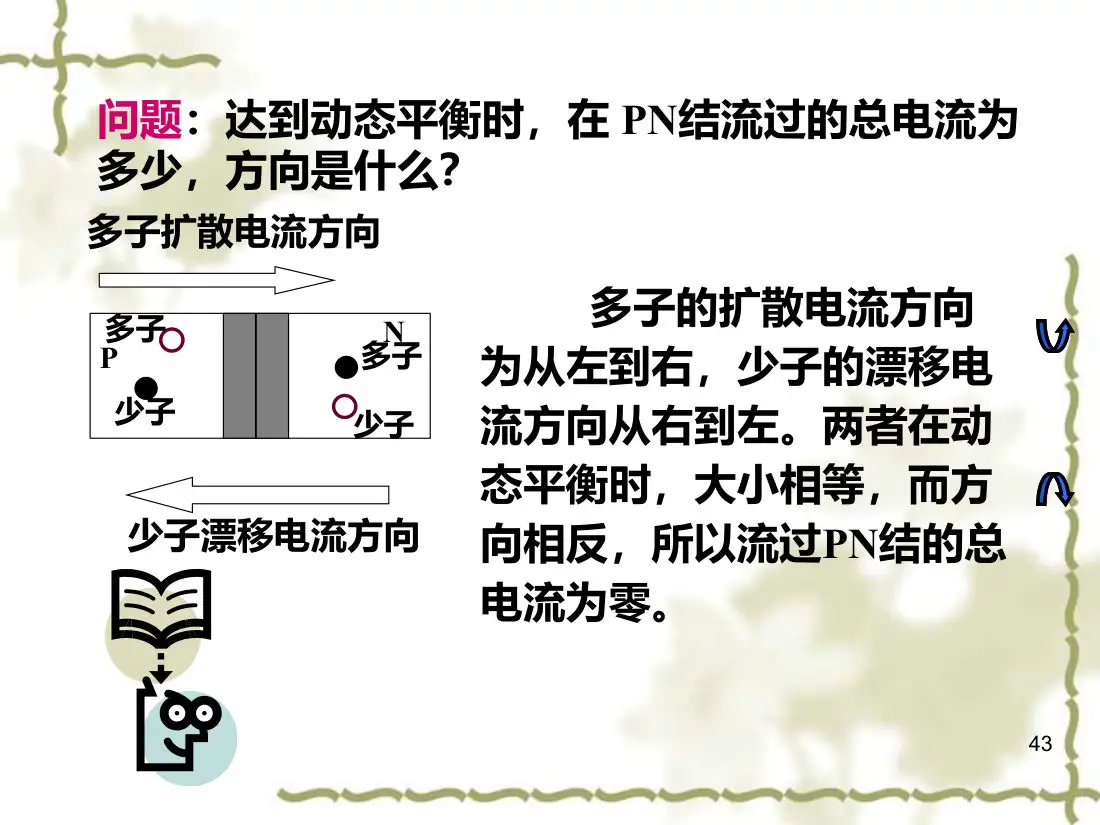 问题：达到动态平衡时，在 PN结流过的总电流为
多少，方向是什么？
多子扩散电流方向
多子
P
少子
N
多子
少子
少子漂移电流方向
多子的扩散电流方向
为从左到右，少子的漂移电
流方向从右到左。两者在动
态平衡时，大小相等，而方
向相反，所以流过PN结的总
电流为零。
43